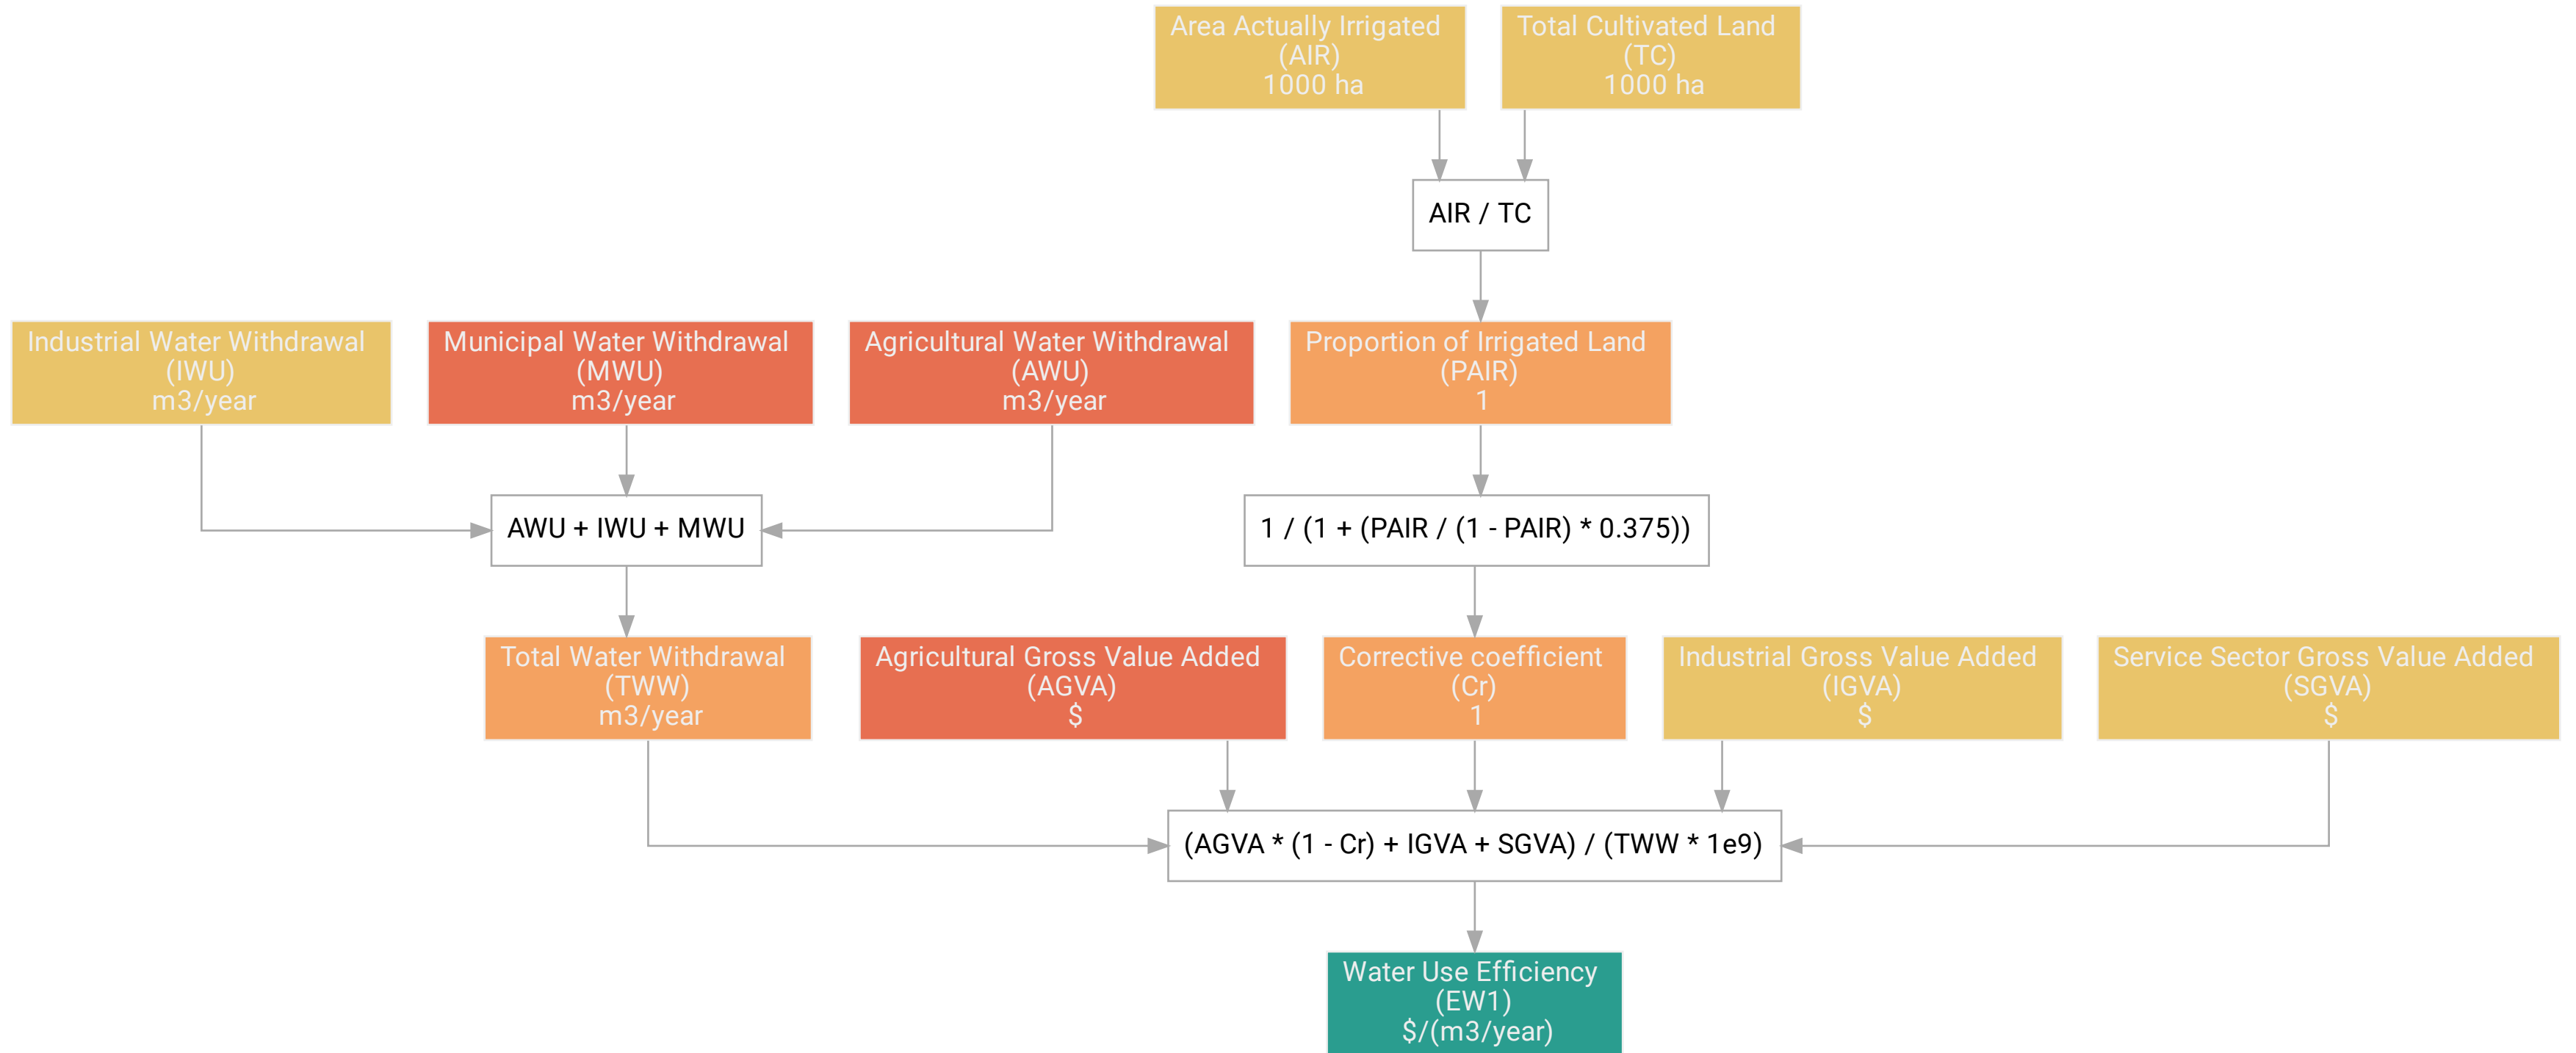 Area Actually Irrigated
(AIR)
1000 ha
Total Cultivated Land
(TC)
1000 ha
AIR / TC
Industrial Water Withdrawal
(IWU)
m3/year
Municipal Water Withdrawal
(MWU)
m3/year
Agricultural Water Withdrawal
(AWU)
m3/year
Proportion of Irrigated Land
(PAIR)
1
AWU + IWU + MWU
1 / (1 + (PAIR / (1 - PAIR) * 0.375))
Total Water Withdrawal
(TWW)
m3/year
Agricultural Gross Value Added
(AGVA)
$
Corrective coefficient
(Cr)
1
Industrial Gross Value Added
(IGVA)
$
Service Sector Gross Value Added
(SGVA)
$
(AGVA * (1 - Cr) + IGVA + SGVA) / (TWW * 1e9)
Water Use Efficiency
(EW1)
$/(m3/year)